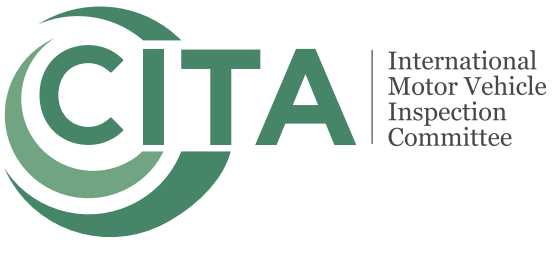 CITA
International
Motor Vehicle
Inspection
Committee